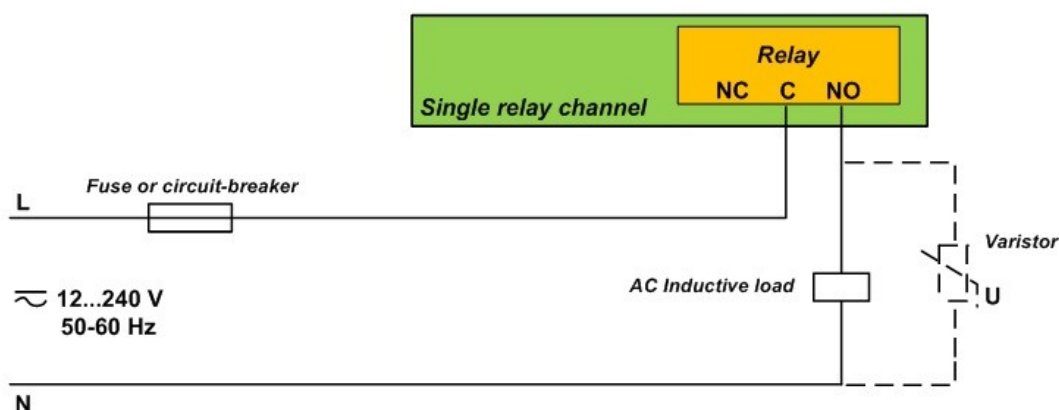 Relay
NC C NO
Single relay channel
Fuse or circuit-breaker
L
Varistor
AC Inductive load
U
12...240 V
50-60 Hz
N